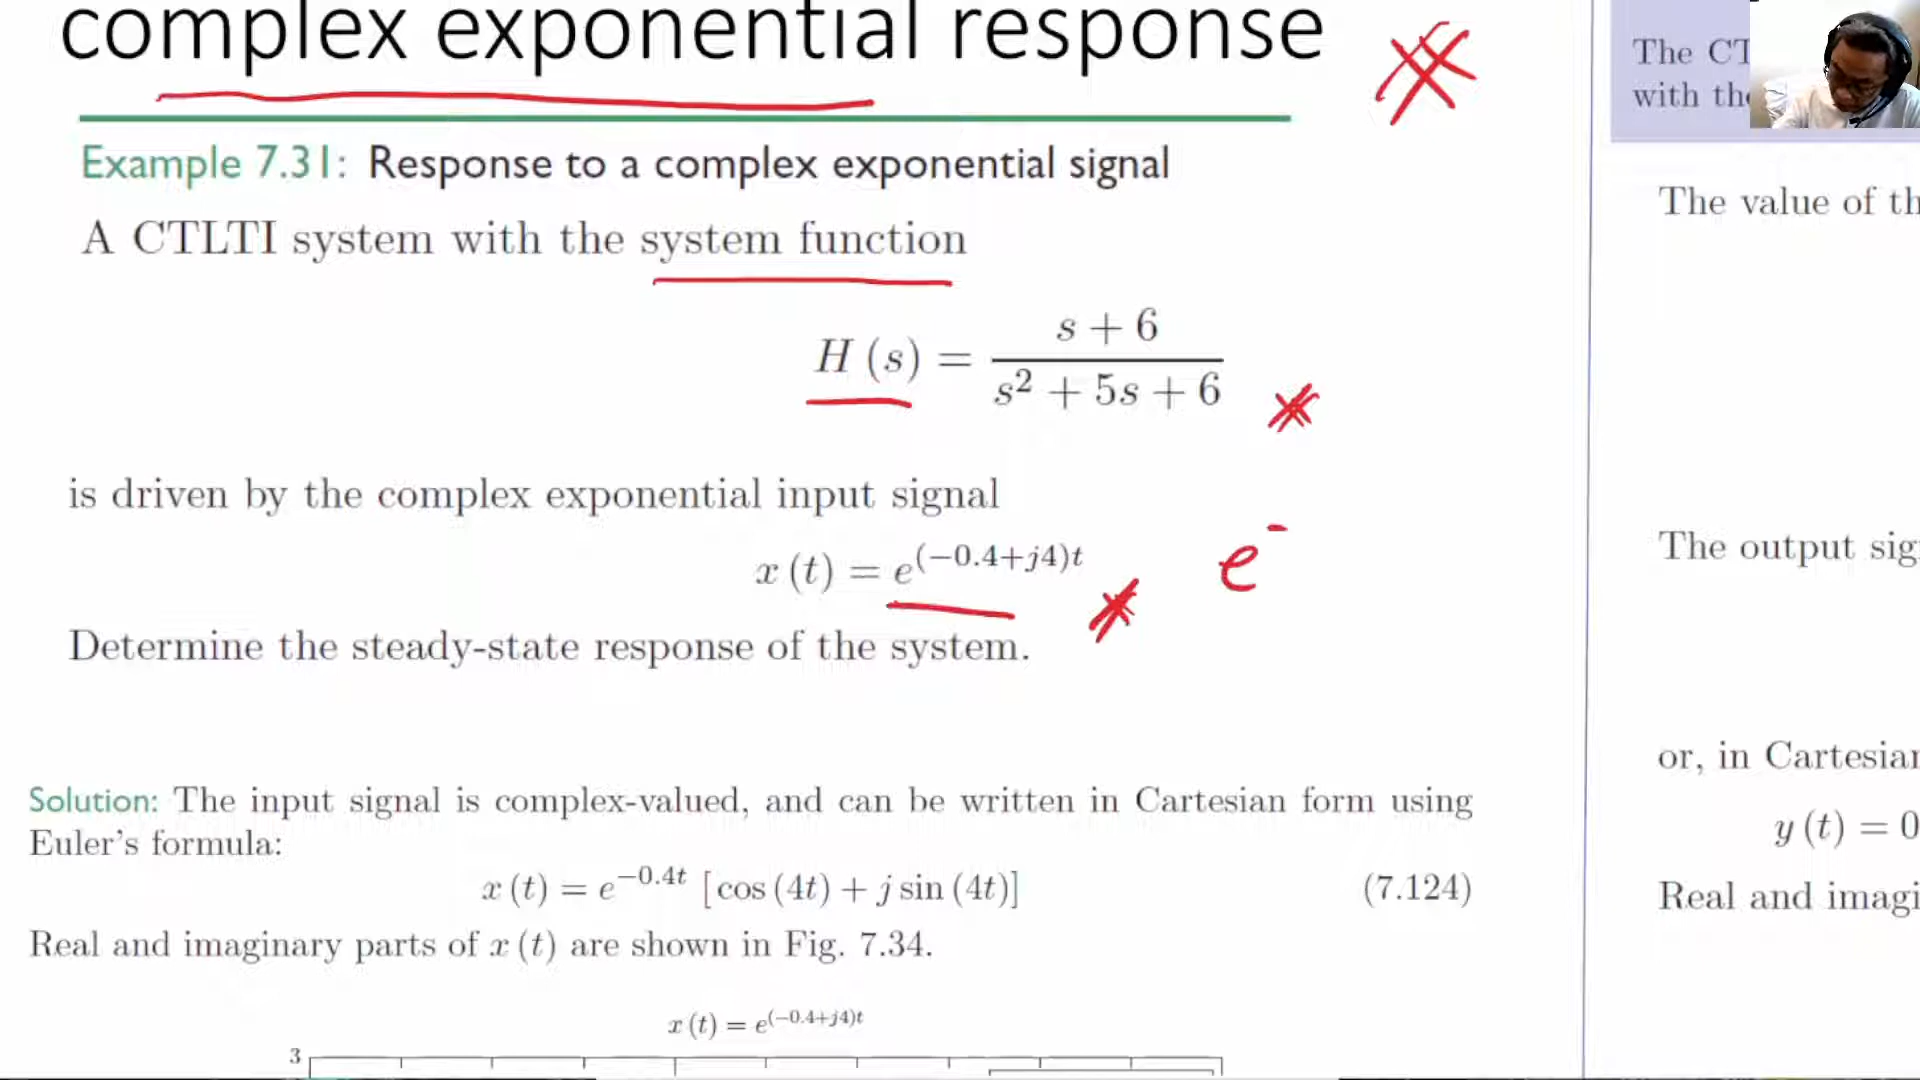 complex exponential response
Example 7.31: Response to a complex exponential signal
A CTLTI system with the system function
H (s) = (s + 6) / (s² + 5s + 6)
is driven by the complex exponential input signal
x (t) = e^(−0.4+j4)t
e⁻
Determine the steady-state response of the system.
Solution: The input signal is complex-valued, and can be written in Cartesian form using
Euler's formula:
x (t) = e^−0.4t [cos (4t) + j sin (4t)] (7.124)
Real and imaginary parts of x (t) are shown in Fig. 7.34.
x (t) = e^(−0.4+j4)t
3
The CT
with the
The value of th
The output sig
or, in Cartesian
y (t) = 0
Real and imagi